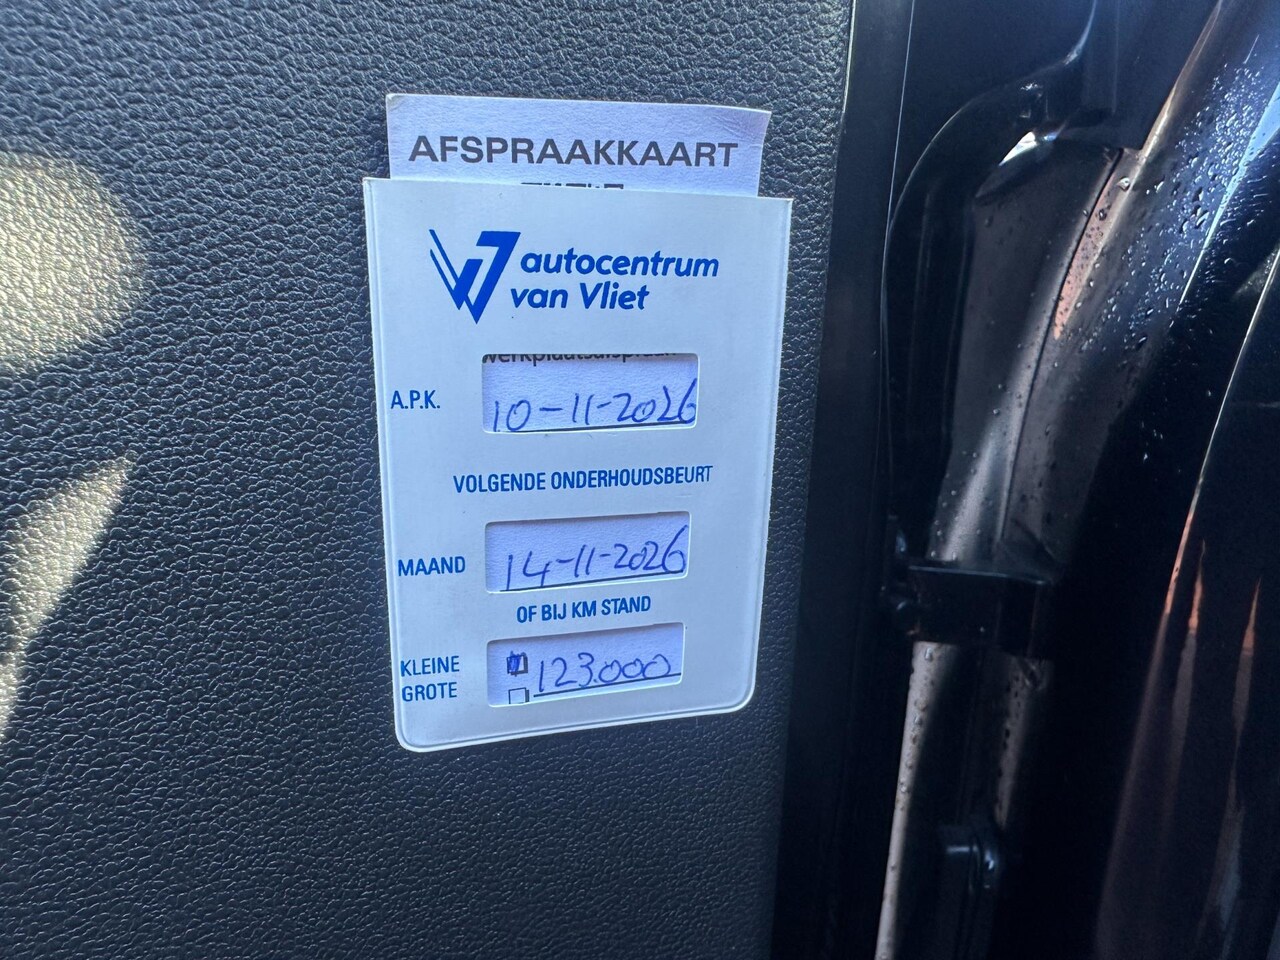 AFSPRAAKKAART
autocentrum
van Vliet
werkplaatsafspraak
A.P.K.
10-11-2026
VOLGENDE ONDERHOUDSBEURT
MAAND
14-11-2026
OF BIJ KM STAND
KLEINE
GROTE
123.000